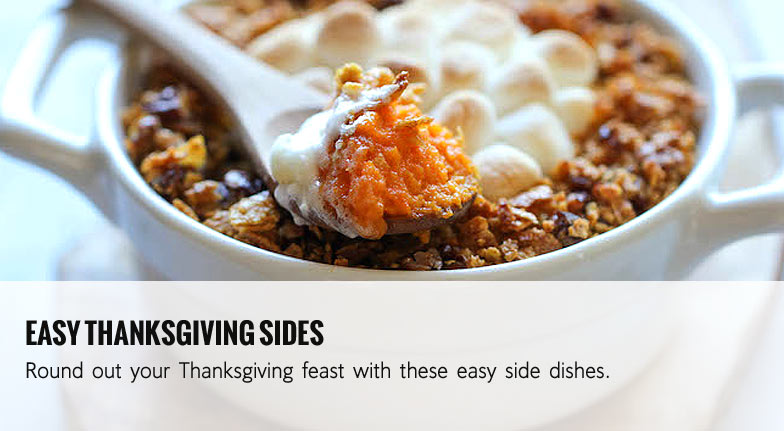 EASY THANKSGIVING SIDES
Round out your Thanksgiving feast with these easy side dishes.